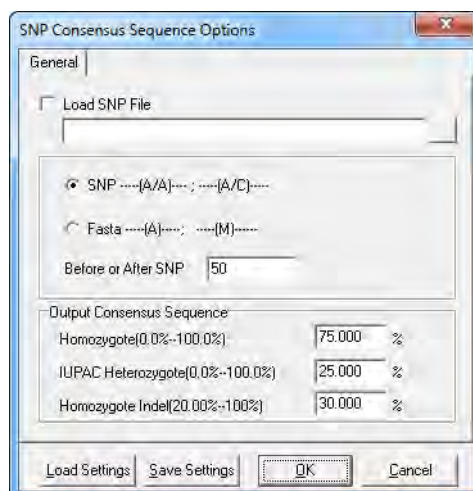 SNP Consensus Sequence Options
General
Load SNP File
SNP ----(A/A)---- ; ----(A/C)-----
Fasta -----(A)----; -----(M)------
Before or After SNP 50
Output Consensus Sequence
Homozygote(0.0%--100.0%) 75.000 %
IUPAC Heterozygote(0.0%--100.0%) 25.000 %
Homozygote Indel(20.00%--100%) 30.000 %
Load Settings Save Settings OK Cancel